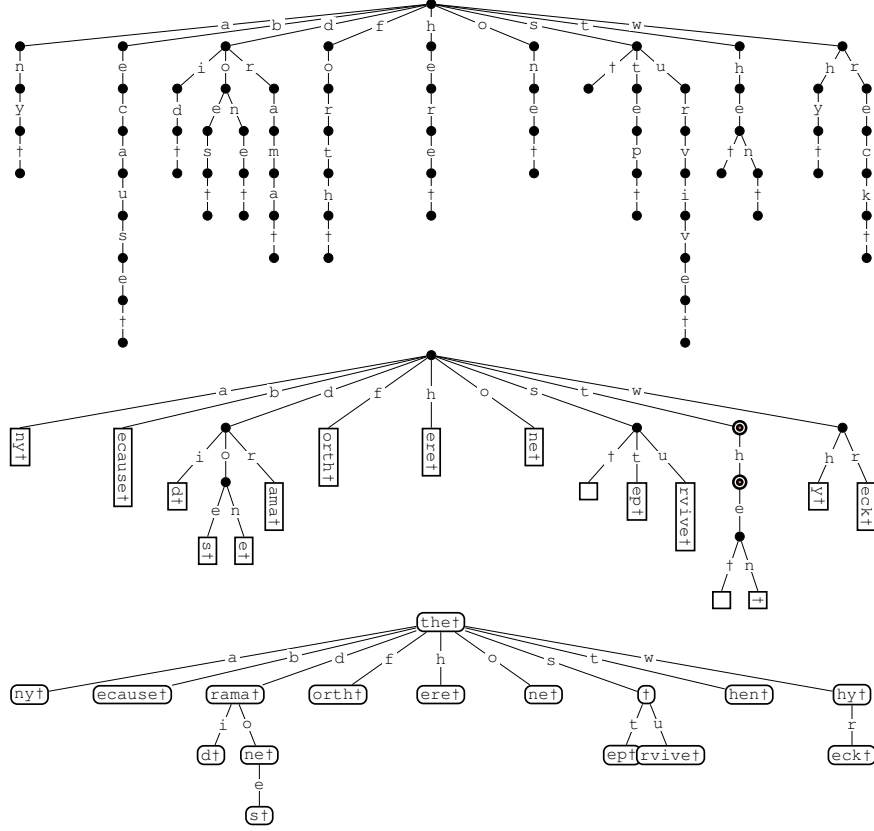 a b d f h o s t w
n e i o r o e n † t u h h r
y c d e n a r r e e r e y e
† a † s e m t e † p v † n † c
u † † a h † † i † k
s † † v †
e e
† †
a b d f h o s t w
ny† ecause† i o r orth† ere† ne† † t u h h r
d† e n ama† ep† rvive† e y† eck†
s† e† † n
†
the†
a b d f h o s t w
ny† ecause† rama† orth† ere† ne† † hen† hy†
i o t u r
d† ne† ep† rvive† eck†
e
s†